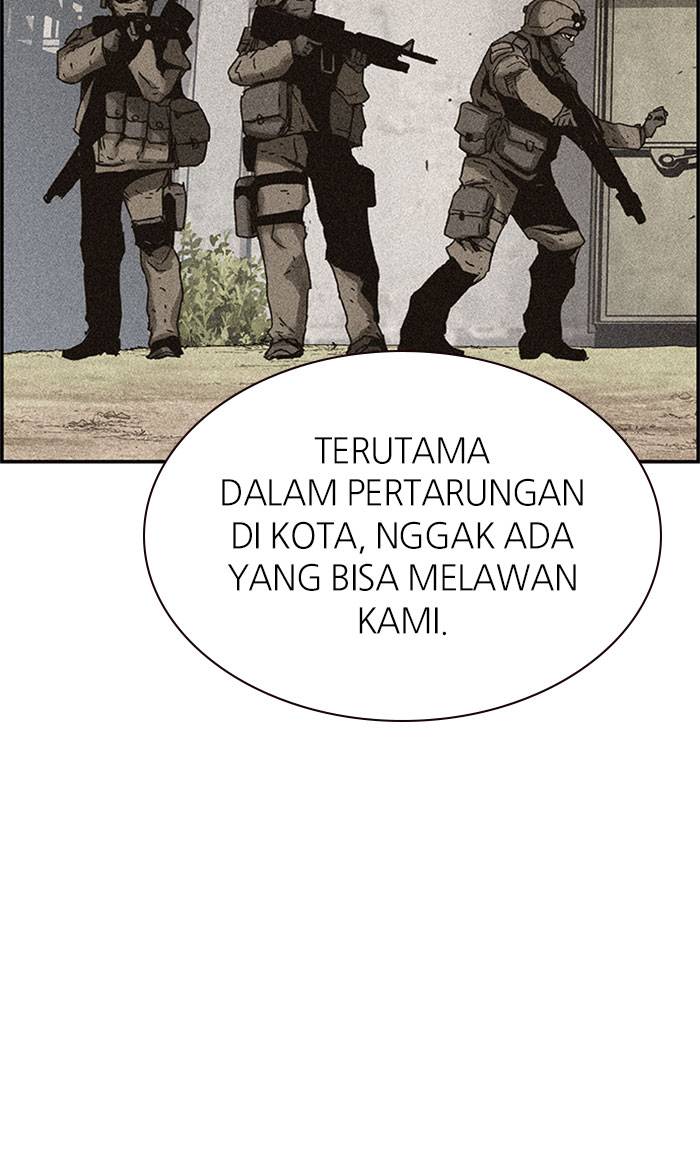 TERUTAMA
DALAM PERTARUNGAN
DI KOTA, NGGAK ADA
YANG BISA MELAWAN
KAMI.